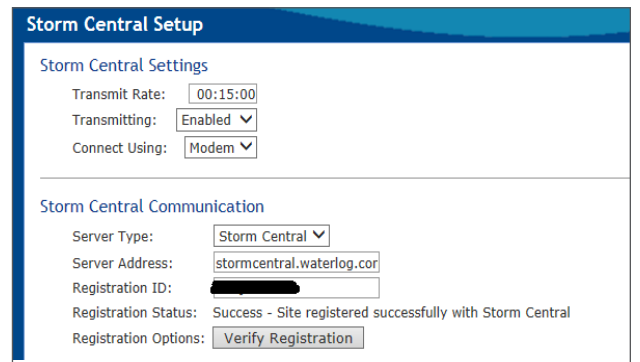 Storm Central Setup
Storm Central Settings
Transmit Rate: 00:15:00
Transmitting: Enabled
Connect Using: Modem
Storm Central Communication
Server Type: Storm Central
Server Address: stormcentral.waterlog.cor
Registration ID:
Registration Status: Success - Site registered successfully with Storm Central
Registration Options: Verify Registration